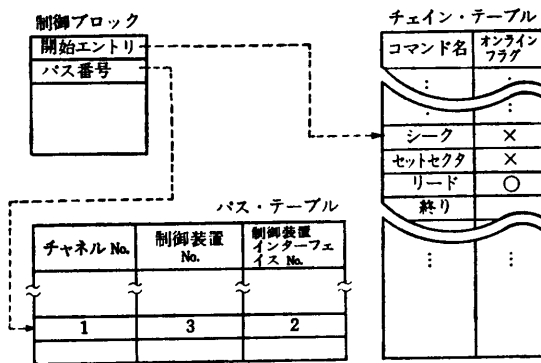 制御ブロック
開始エントリ
パス番号
チェイン・テーブル
コマンド名
オンライン
フラグ
シーク
×
セットセクタ
×
リード
○
終り
パス・テーブル
チャネル No.
制御装置
No.
制御装置
インターフェ
イス No.
1
3
2